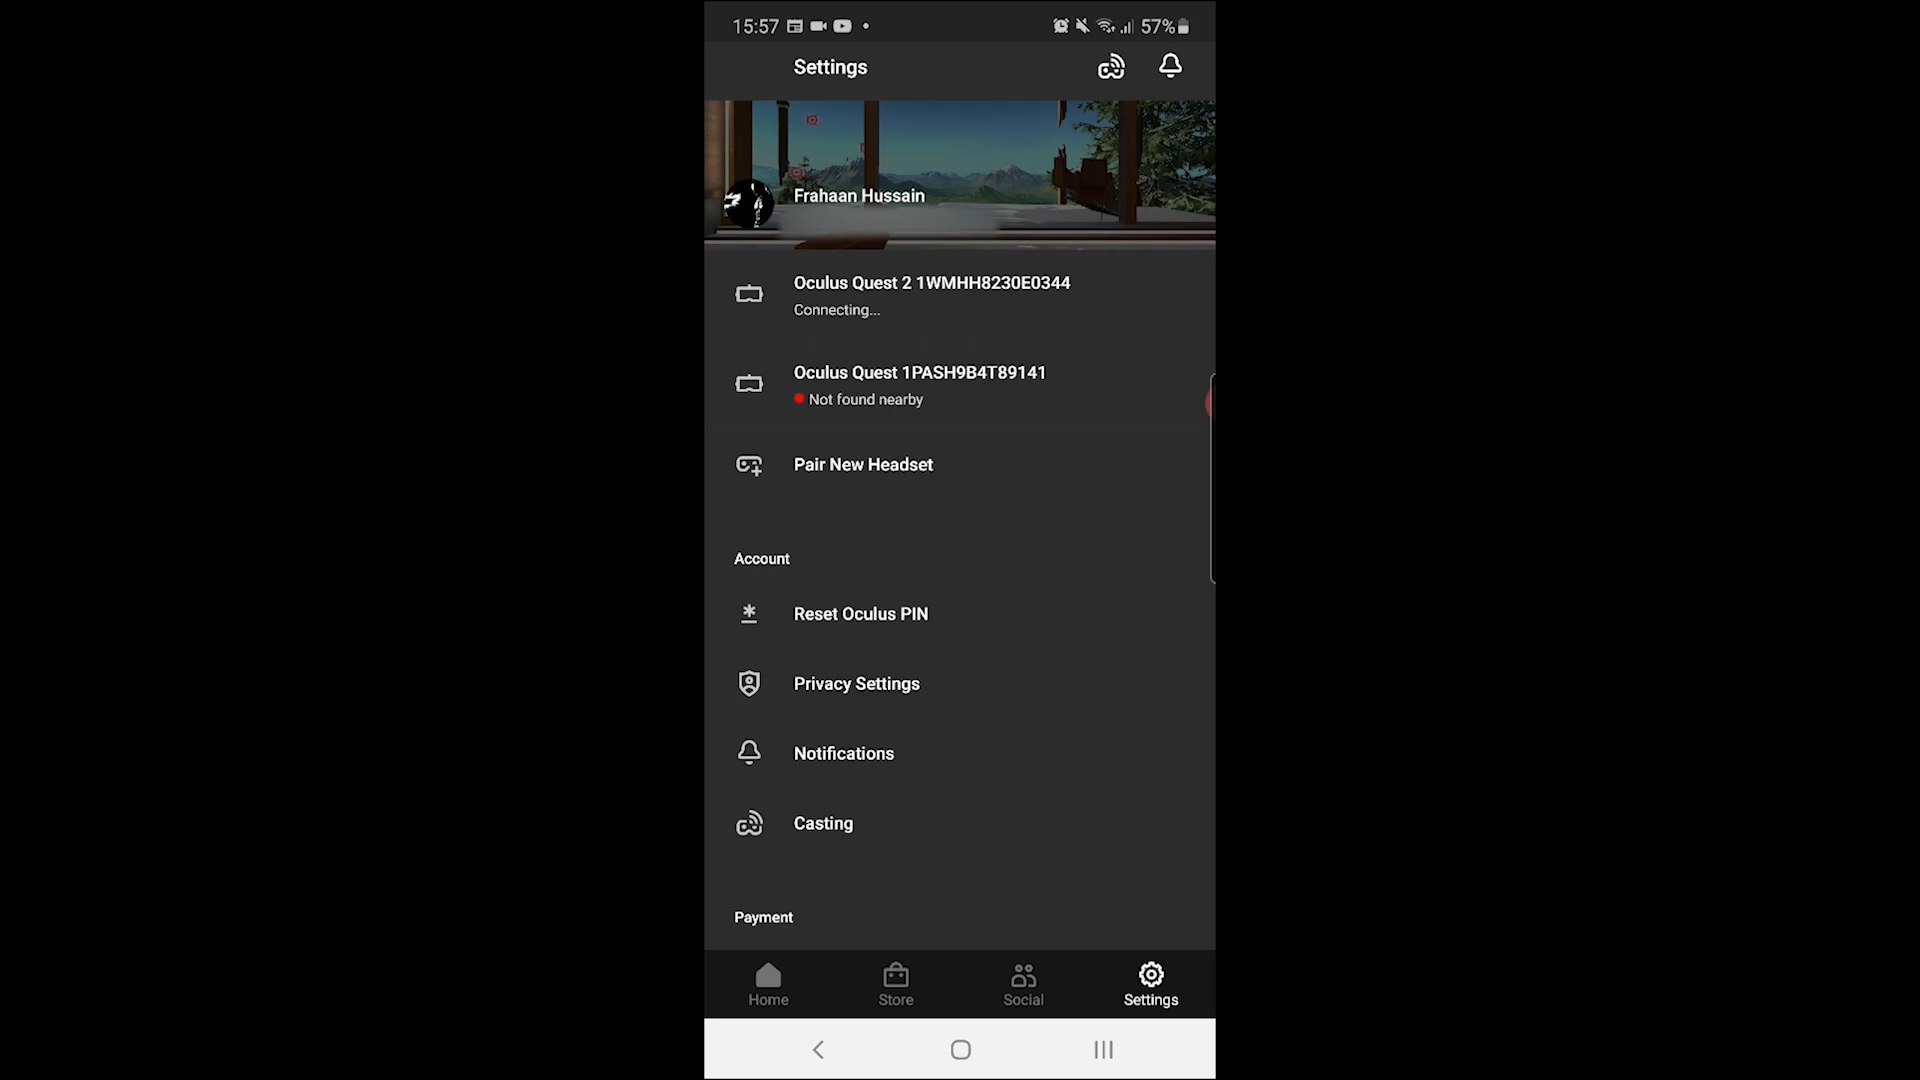 15:57
57%
Settings
Frahaan Hussain
Oculus Quest 2 1WMHH8230E0344
Connecting...
Oculus Quest 1PASH9B4T89141
Not found nearby
Pair New Headset
Account
Reset Oculus PIN
Privacy Settings
Notifications
Casting
Payment
Home
Store
Social
Settings